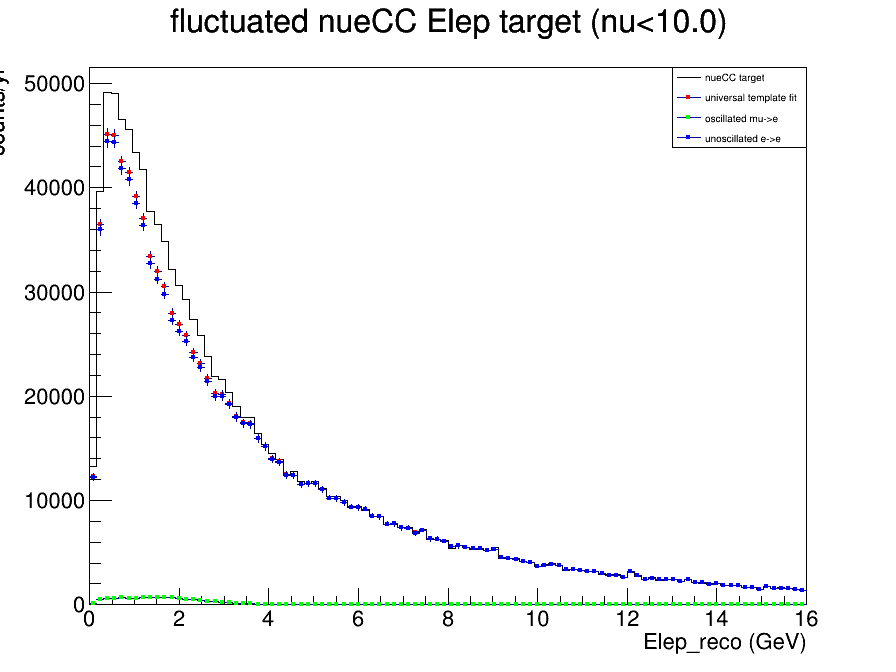 fluctuated nueCC Elep target (nu<10.0)
nueCC target
universal template fit
oscillated mu->e
unoscillated e->e
50000
40000
30000
20000
10000
0
0 2 4 6 8 10 12 14 16
Elep_reco (GeV)